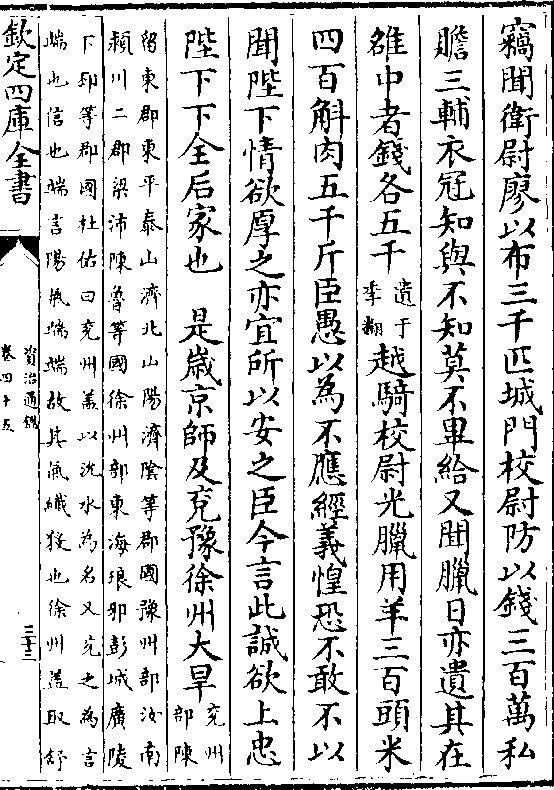 竊聞衛尉廖以布三千匹城門校尉防以錢三百萬私
贍三輔衣冠知與不知莫不畢給又聞臘日亦遺其在
雒中者錢各五千遺于季翻越騎校尉光臘用羊三百頭米
四百斛肉五千斤臣愚以為不應經義惶恐不敢不以
聞陛下情欲厚之亦宜所以安之臣今言此誠欲上忠
陛下下全后家也　是歲京師及兗豫徐州大旱兗州部陳
留東郡東平泰山濟北山陽濟陰等郡國豫州部汝南
潁川二郡梁沛陳魯等國徐州部東海琅邪彭城廣陵
下邳等郡國杜佑曰兗州蓋以沇水為名又兗之為言
端也信也端言陽氣端端故其氣纖殺也徐州蓋取舒
欽定四庫全書
資治通鑑
卷四十五
三十三